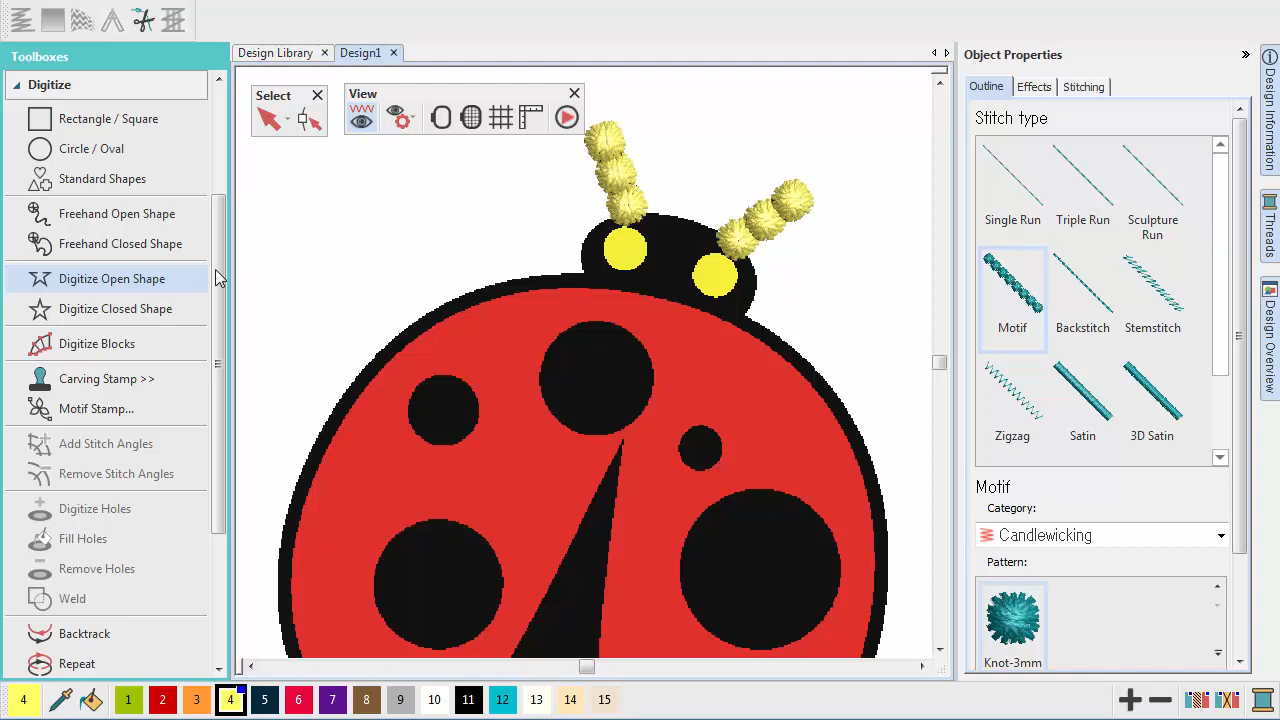 Toolboxes
Digitize
Rectangle / Square
Circle / Oval
Standard Shapes
Freehand Open Shape
Freehand Closed Shape
Digitize Open Shape
Digitize Closed Shape
Digitize Blocks
Carving Stamp >>
Motif Stamp...
Add Stitch Angles
Remove Stitch Angles
Digitize Holes
Fill Holes
Remove Holes
Weld
Backtrack
Repeat
Design Library
Design1
Select
View
Object Properties
Outline Effects Stitching
Stitch type
Single Run Triple Run Sculpture Run
Motif Backstitch Stemstitch
Zigzag Satin 3D Satin
Motif
Category:
Candlewicking
Pattern:
Design Information
Threads
Design Overview
4 1 2 3 4 5 6 7 8 9 10 11 12 13 14 15